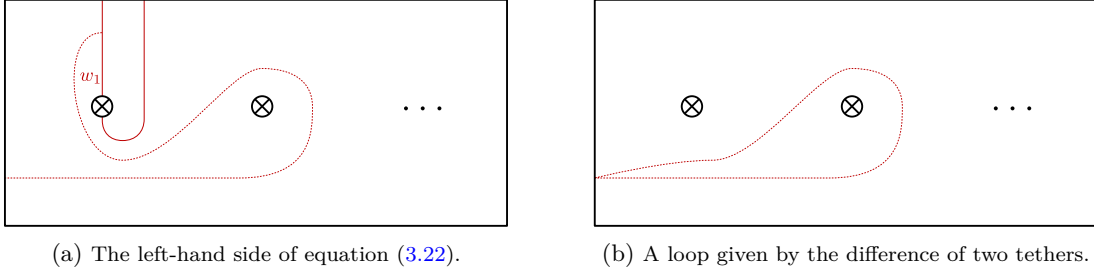 w₁
(a) The left-hand side of equation (3.22).
(b) A loop given by the difference of two tethers.